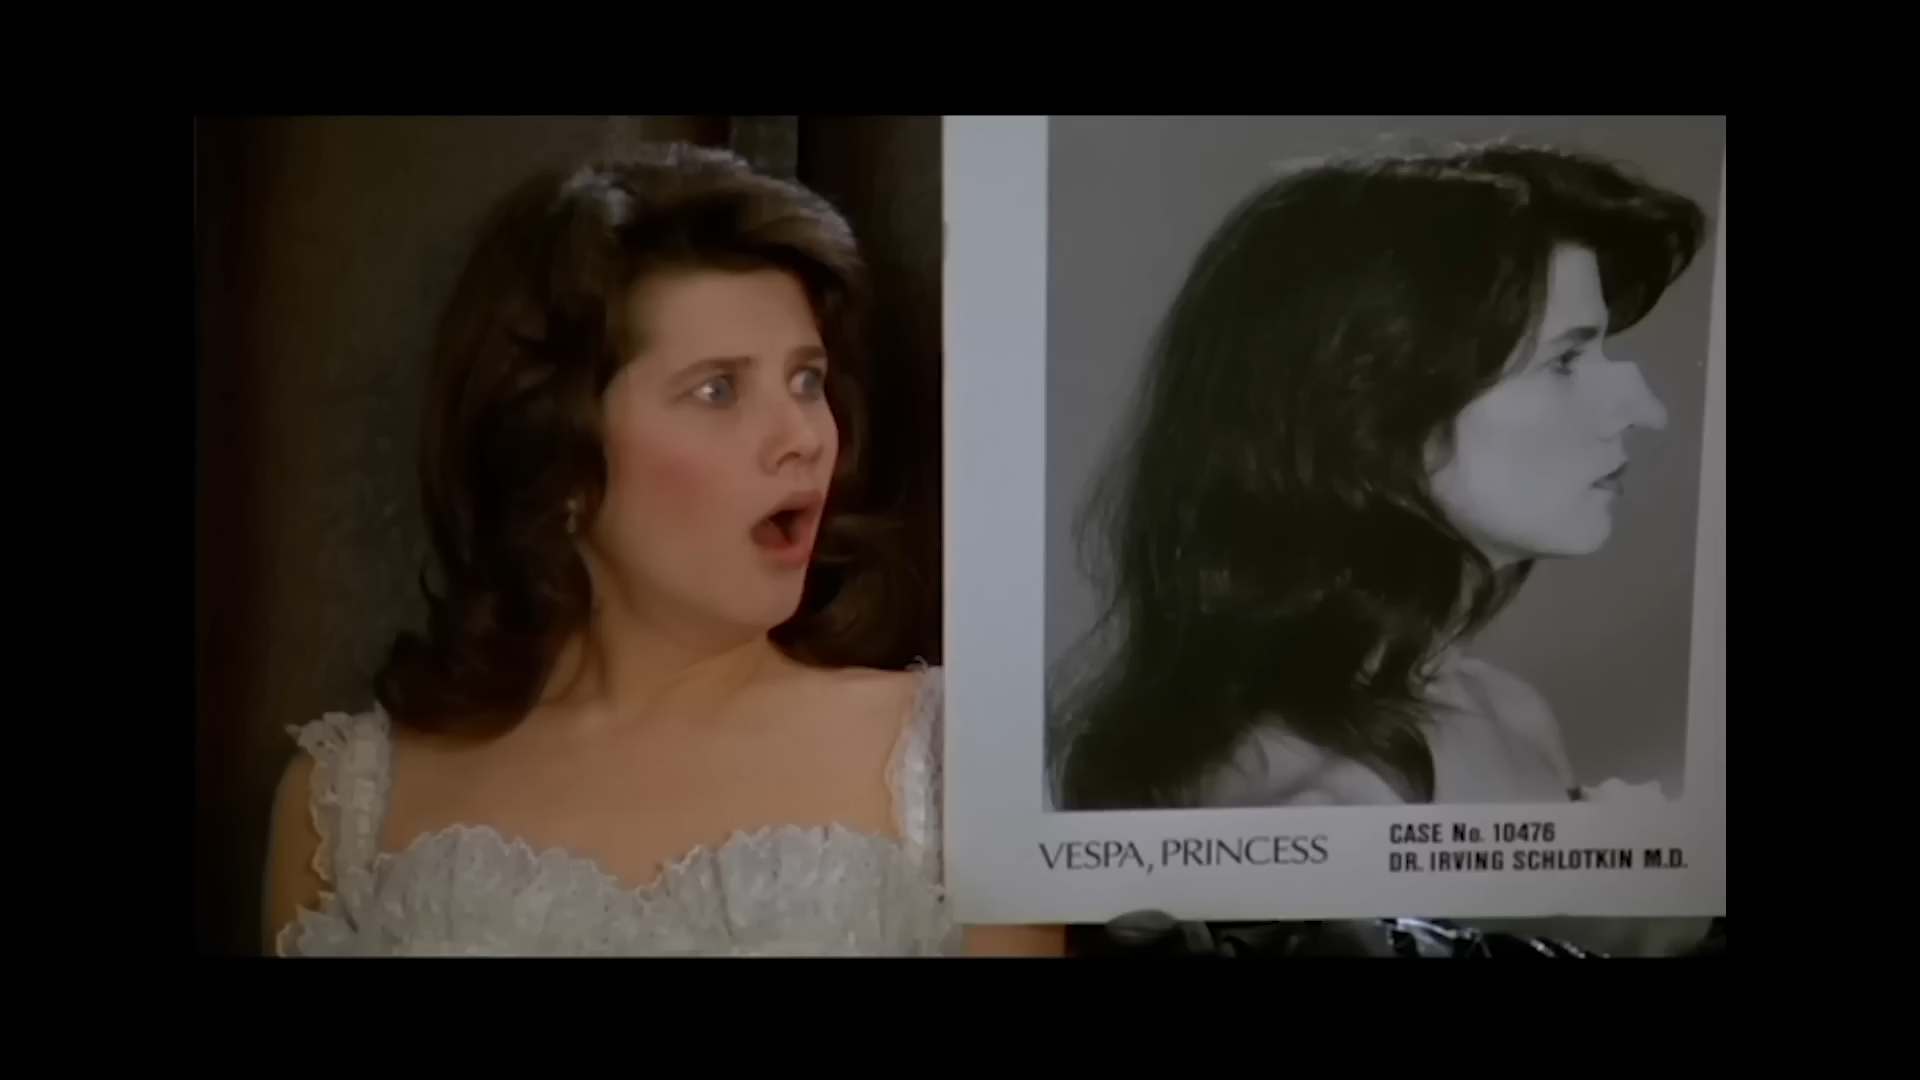 VESPA, PRINCESS
CASE No. 10476
DR. IRVING SCHLOTKIN M.D.